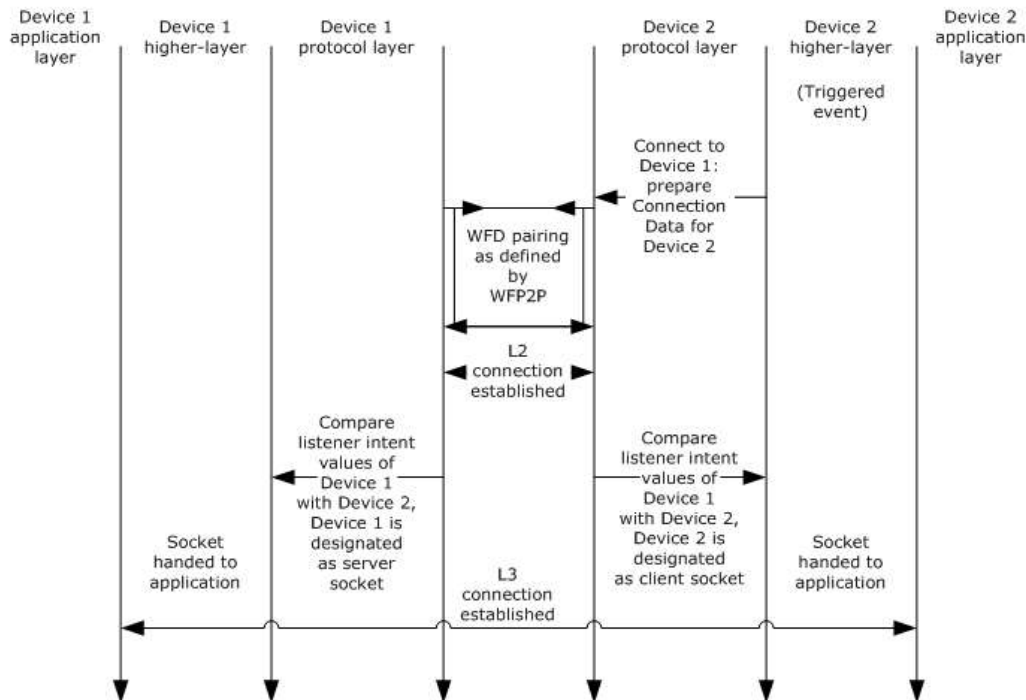 Device 1
application
layer
Device 1
higher-layer
Device 1
protocol layer
Device 2
protocol layer
Device 2
higher-layer
Device 2
application
layer
(Triggered
event)
Connect to
Device 1:
prepare
Connection
Data for
Device 2
WFD pairing
as defined
by
WFP2P
L2
connection
established
Compare
listener intent
values of
Device 1
with Device 2,
Device 1 is
designated
as server
socket
Compare
listener intent
values of
Device 1
with Device 2,
Device 2 is
designated
as client socket
Socket
handed to
application
L3
connection
established
Socket
handed to
application